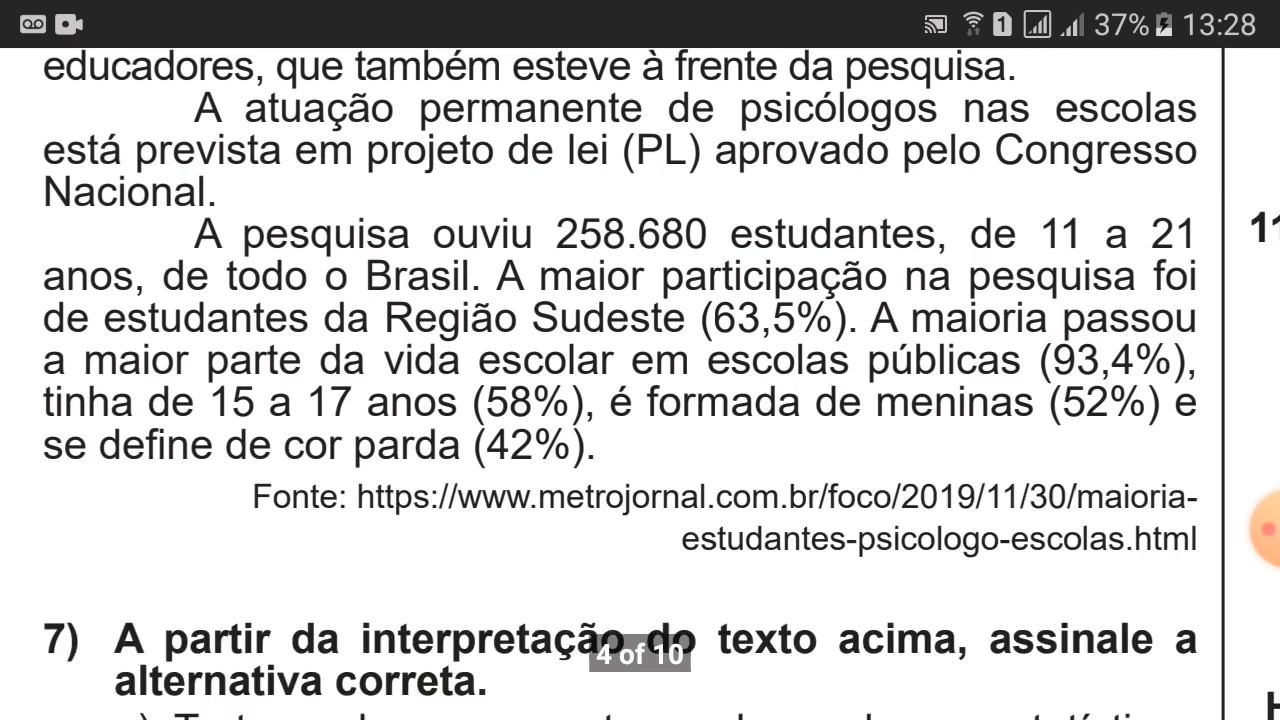 37% 13:28
educadores, que também esteve à frente da pesquisa.
A atuação permanente de psicólogos nas escolas
está prevista em projeto de lei (PL) aprovado pelo Congresso
Nacional.
A pesquisa ouviu 258.680 estudantes, de 11 a 21
anos, de todo o Brasil. A maior participação na pesquisa foi
de estudantes da Região Sudeste (63,5%). A maioria passou
a maior parte da vida escolar em escolas públicas (93,4%),
tinha de 15 a 17 anos (58%), é formada de meninas (52%) e
se define de cor parda (42%).
Fonte: https://www.metrojornal.com.br/foco/2019/11/30/maioria-
estudantes-psicologo-escolas.html
7) A partir da interpretação do texto acima, assinale a
alternativa correta.
4 of 10
11